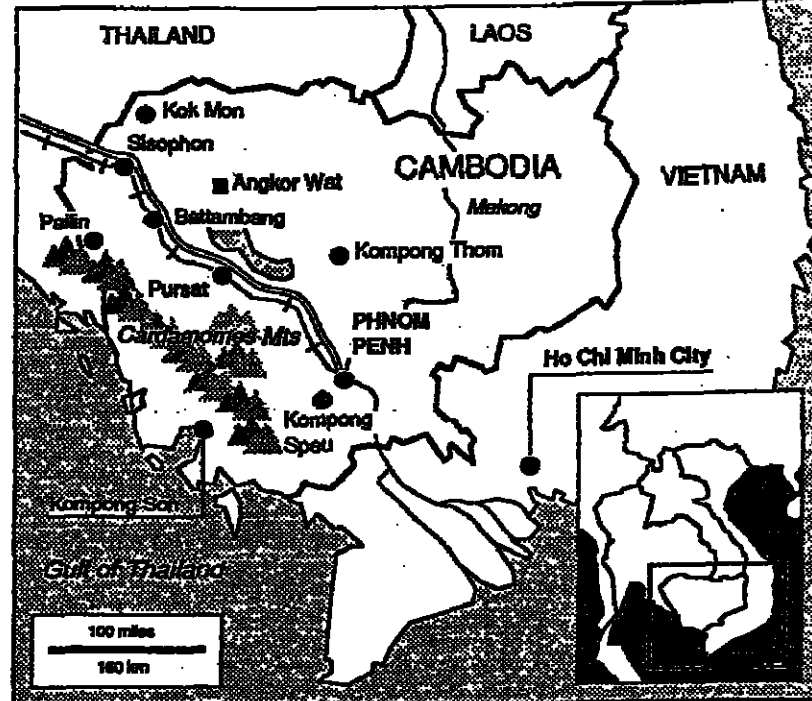 THAILAND
LAOS
Kok Mon
Sisophon
CAMBODIA
Angkor Wat
VIETNAM
Mekong
Pailin
Battambang
Kompong Thom
Pursat
Cardamomes Mts
PHNOM
PENH
Ho Chi Minh City
Kompong
Speu
Kompong Son
Gulf of Thailand
100 miles
160 km